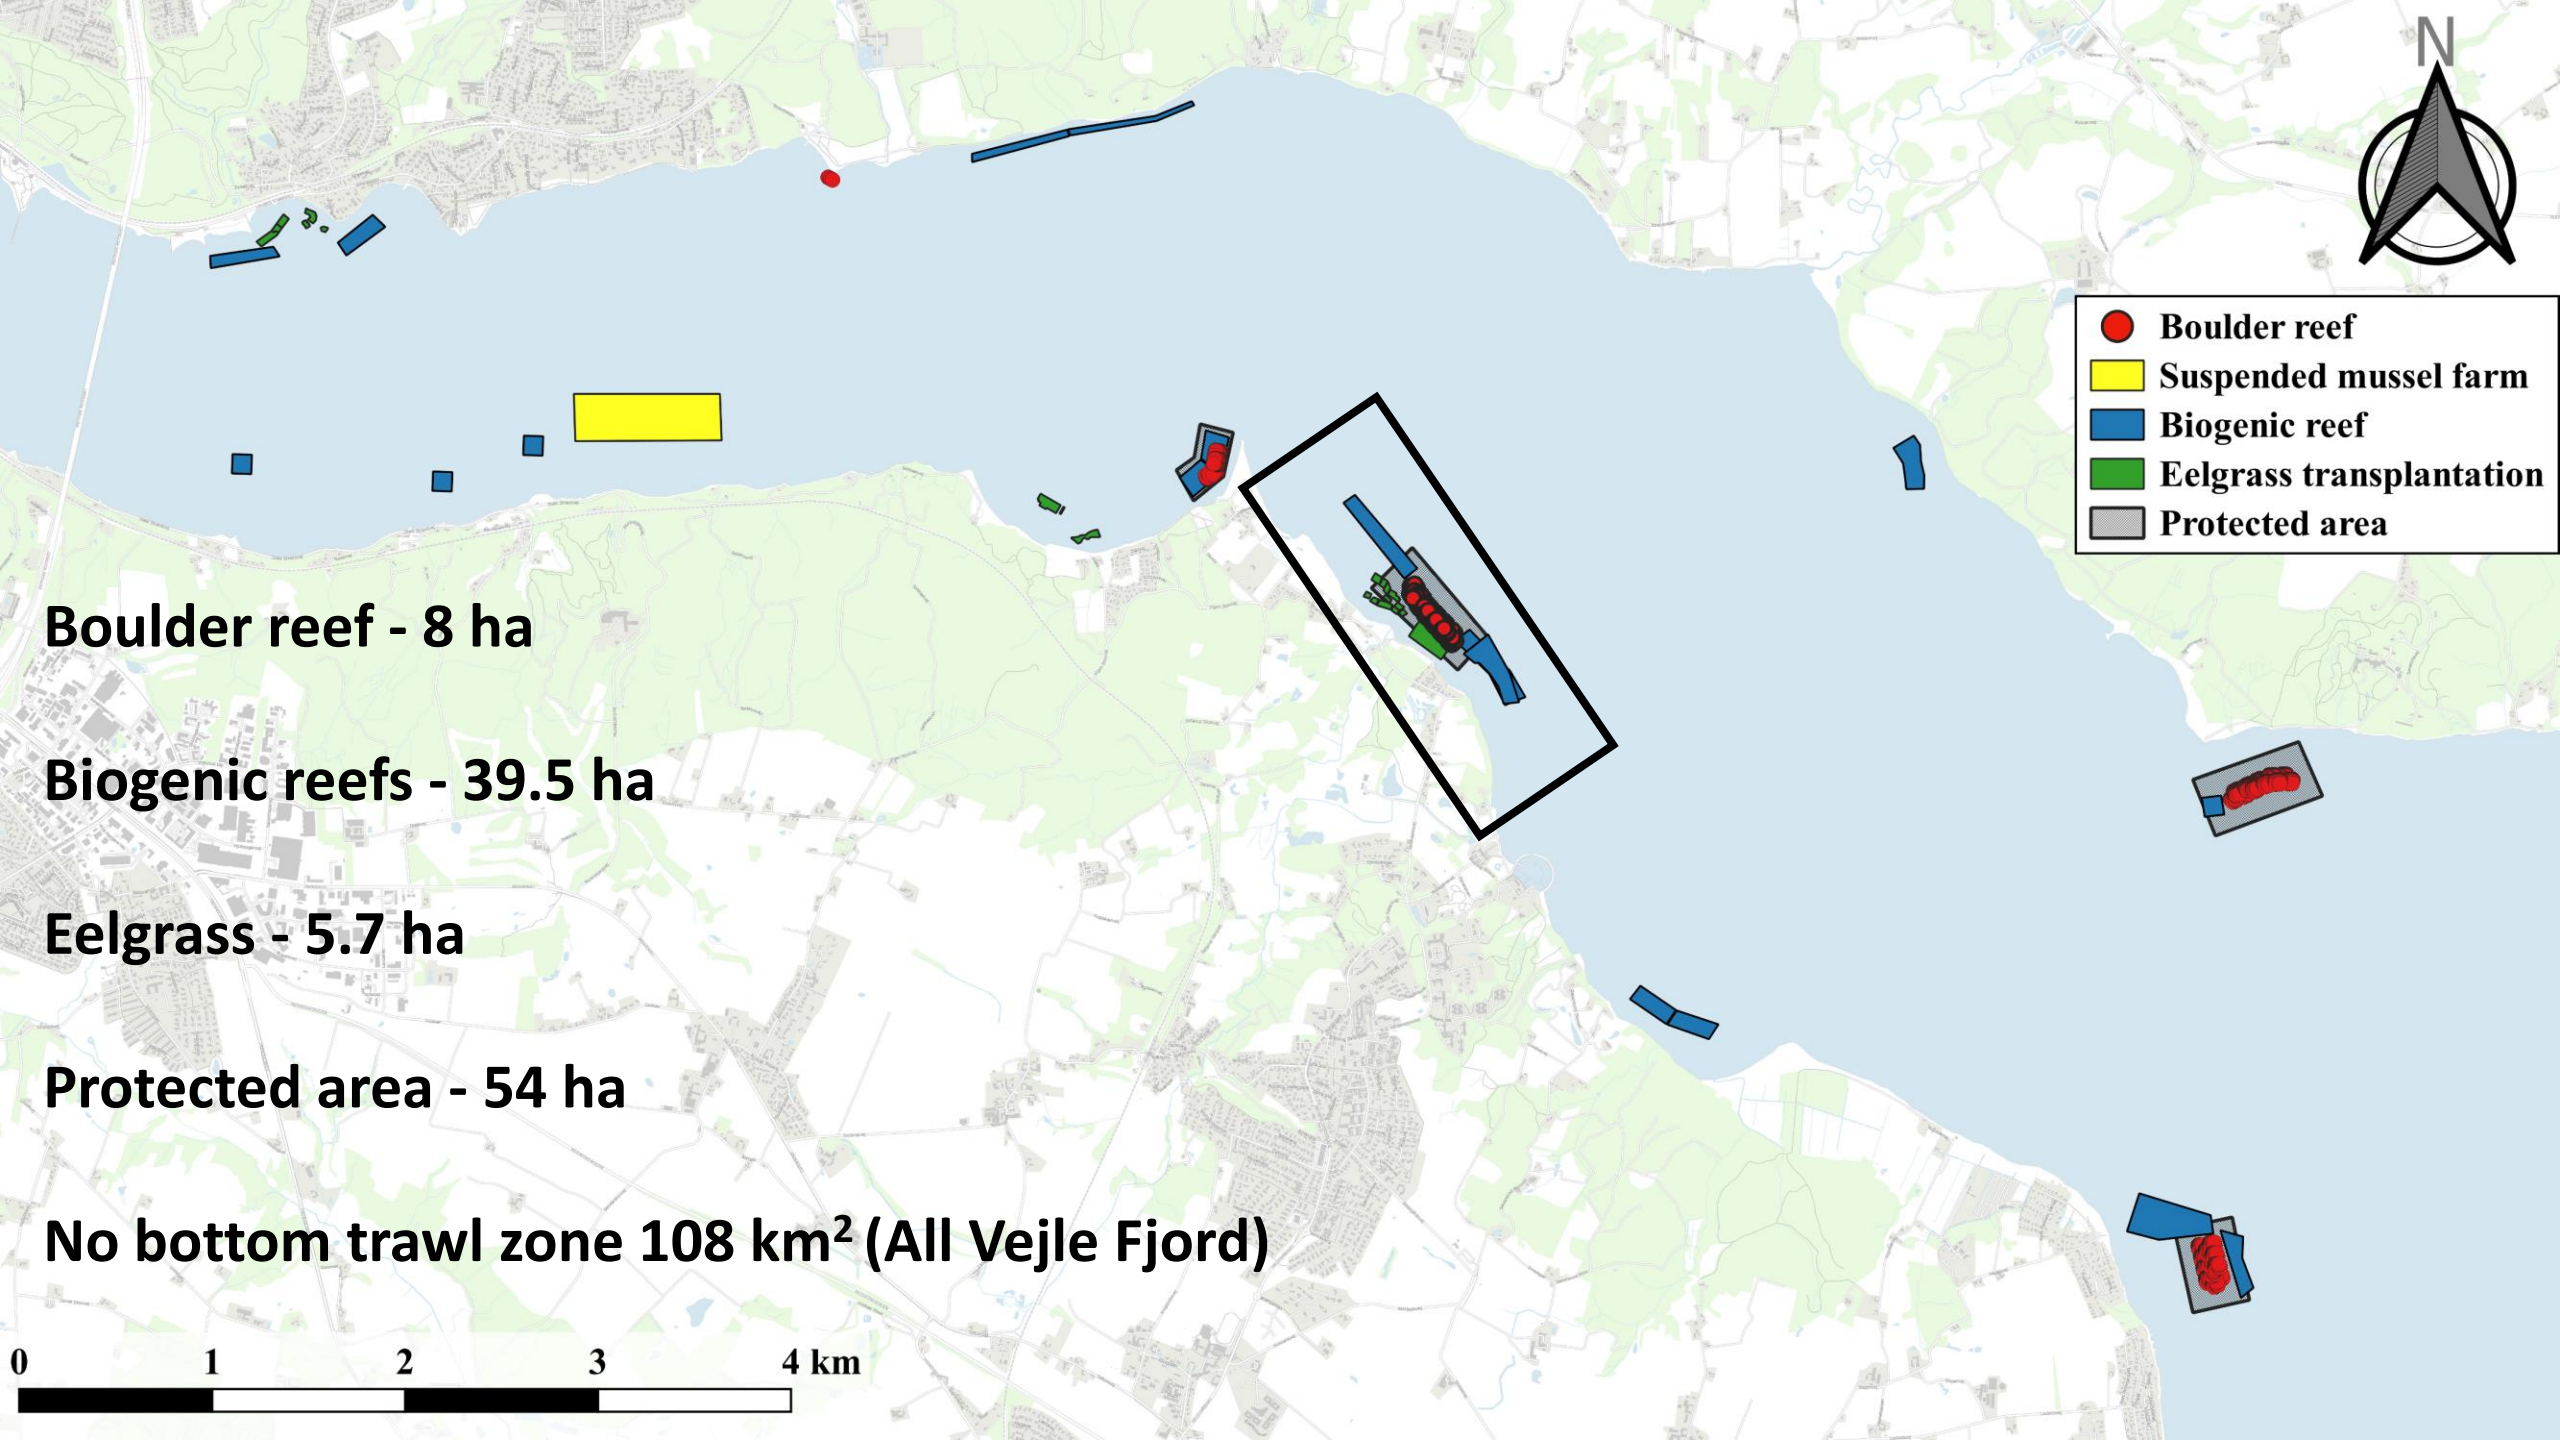 N
Boulder reef
Suspended mussel farm
Biogenic reef
Eelgrass transplantation
Protected area
Boulder reef - 8 ha
Biogenic reefs - 39.5 ha
Eelgrass - 5.7 ha
Protected area - 54 ha
No bottom trawl zone 108 km² (All Vejle Fjord)
0 1 2 3 4 km